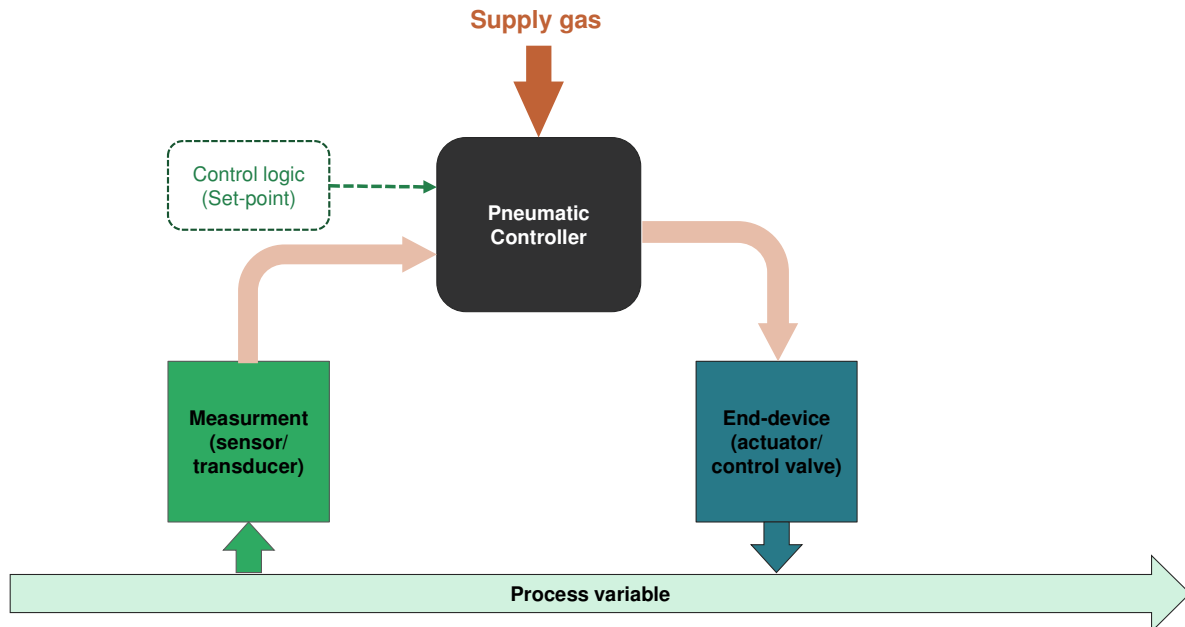 Supply gas
Control logic
(Set-point)
Pneumatic
Controller
Measurment
(sensor/
transducer)
End-device
(actuator/
control valve)
Process variable